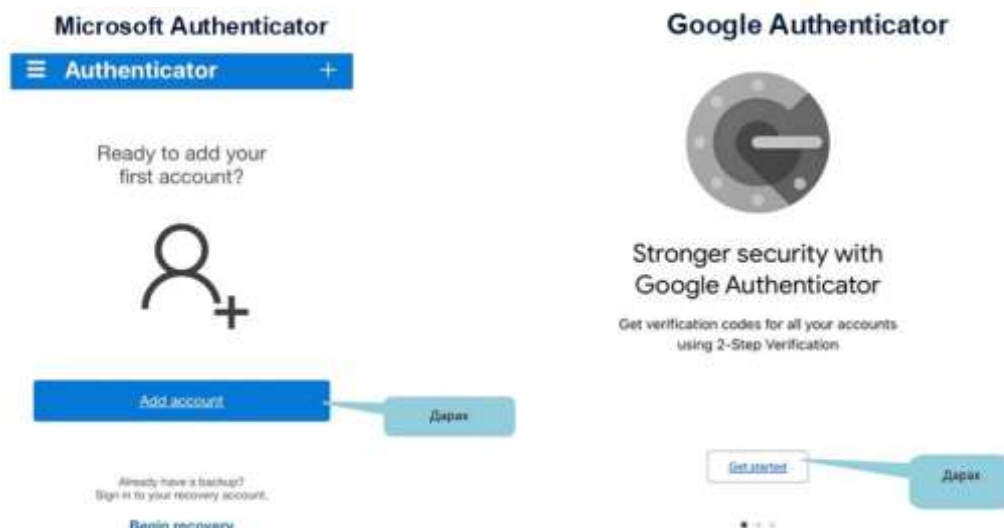 Microsoft Authenticator
Authenticator
Ready to add your
first account?
Add account
Дарах
Already have a backup?
Sign in to your recovery account.
Begin recovery
Google Authenticator
Stronger security with
Google Authenticator
Get verification codes for all your accounts
using 2-Step Verification
Get started
Дарах